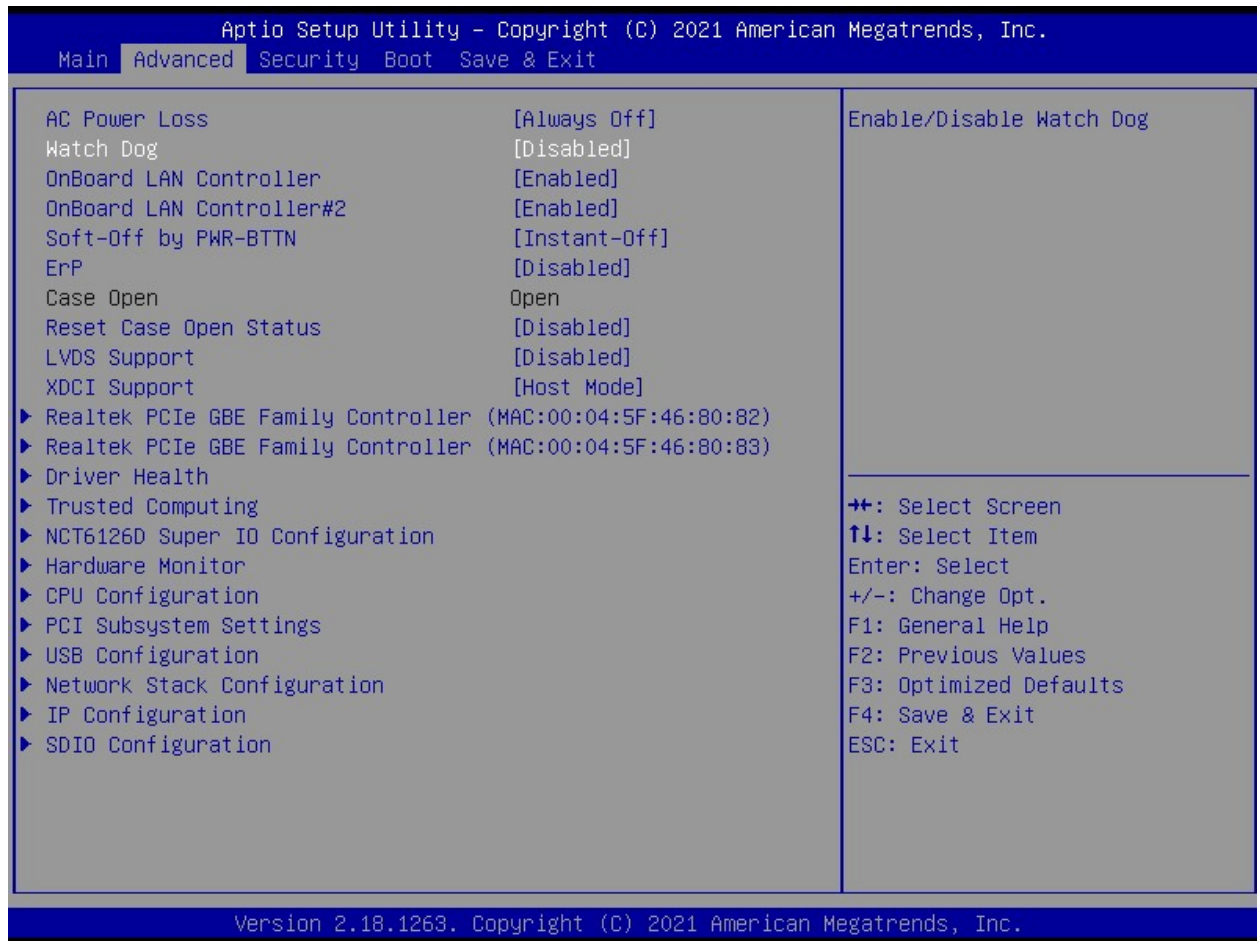 Aptio Setup Utility – Copyright (C) 2021 American Megatrends, Inc.
Main Advanced Security Boot Save & Exit
AC Power Loss [Always Off]
Watch Dog [Disabled]
OnBoard LAN Controller [Enabled]
OnBoard LAN Controller#2 [Enabled]
Soft-Off by PWR-BTTN [Instant-Off]
ErP [Disabled]
Case Open Open
Reset Case Open Status [Disabled]
LVDS Support [Disabled]
XDCI Support [Host Mode]
▶ Realtek PCIe GBE Family Controller (MAC:00:04:5F:46:80:82)
▶ Realtek PCIe GBE Family Controller (MAC:00:04:5F:46:80:83)
▶ Driver Health
▶ Trusted Computing
▶ NCT6126D Super IO Configuration
▶ Hardware Monitor
▶ CPU Configuration
▶ PCI Subsystem Settings
▶ USB Configuration
▶ Network Stack Configuration
▶ IP Configuration
▶ SDIO Configuration
Enable/Disable Watch Dog
→←: Select Screen
↑↓: Select Item
Enter: Select
+/-: Change Opt.
F1: General Help
F2: Previous Values
F3: Optimized Defaults
F4: Save & Exit
ESC: Exit
Version 2.18.1263. Copyright (C) 2021 American Megatrends, Inc.